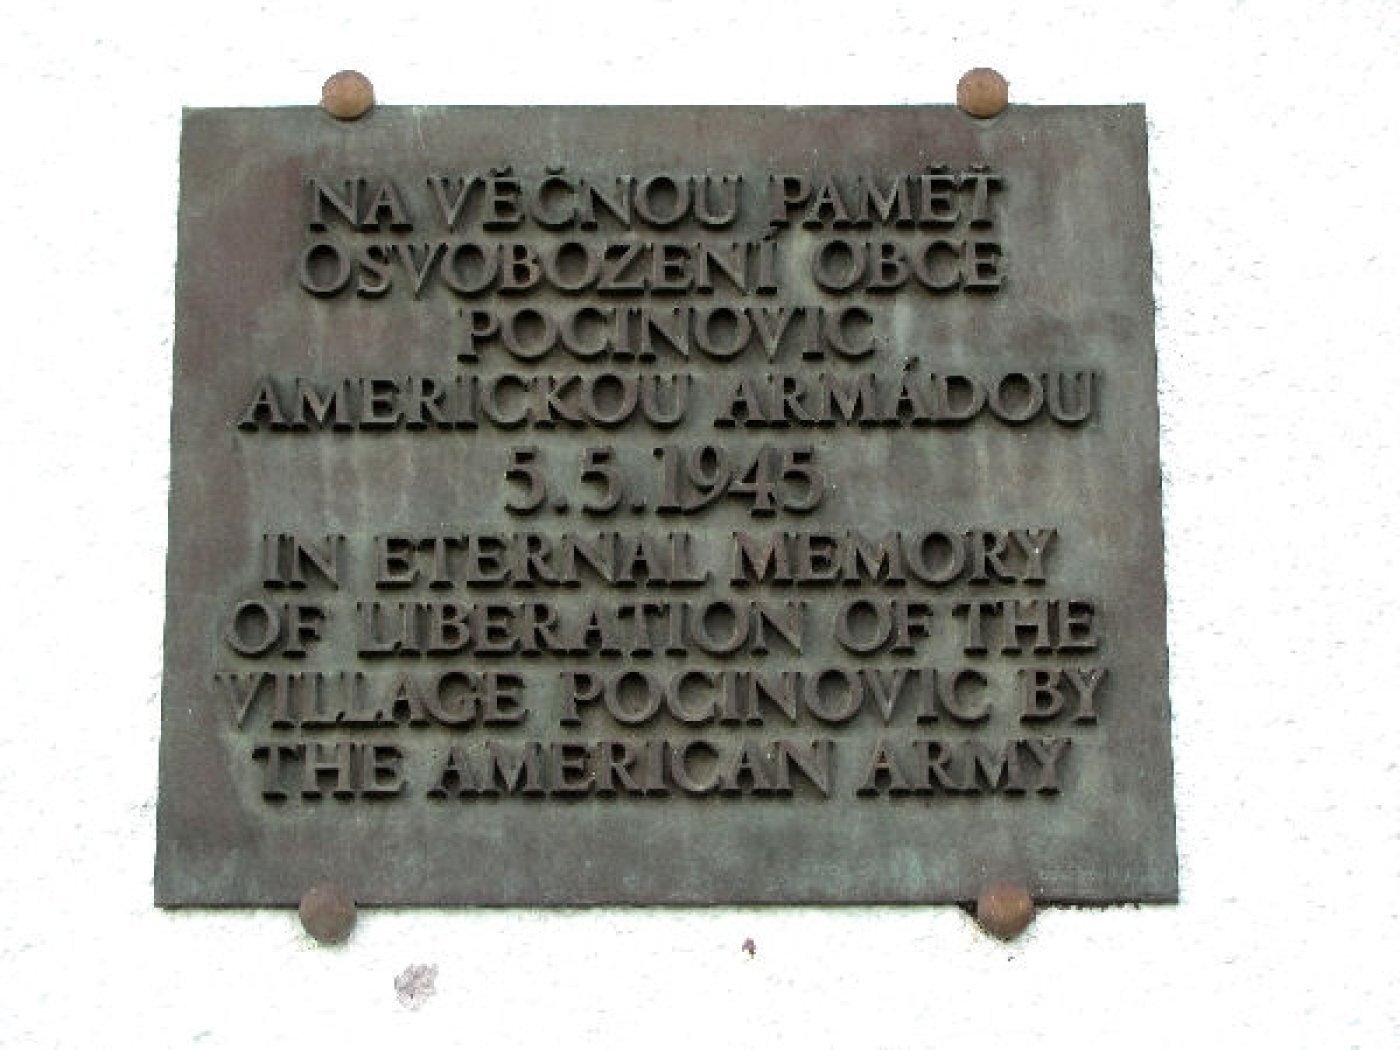 NA VĚČNOU PAMĚŤ
OSVOBOZENÍ OBCE
POCINOVIC
AMERICKOU ARMÁDOU
5.5.1945
IN ETERNAL MEMORY
OF LIBERATION OF THE
VILLAGE POCINOVIC BY
THE AMERICAN ARMY